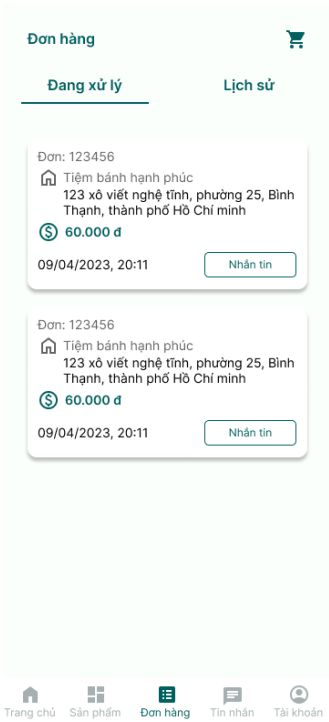 Đơn hàng
Đang xử lý
Lịch sử
Đơn: 123456
Tiệm bánh hạnh phúc
123 xô viết nghệ tĩnh, phường 25, Bình
Thạnh, thành phố Hồ Chí minh
60.000 đ
09/04/2023, 20:11
Nhắn tin
Đơn: 123456
Tiệm bánh hạnh phúc
123 xô viết nghệ tĩnh, phường 25, Bình
Thạnh, thành phố Hồ Chí minh
60.000 đ
09/04/2023, 20:11
Nhắn tin
Trang chủ
Sản phẩm
Đơn hàng
Tin nhắn
Tài khoản